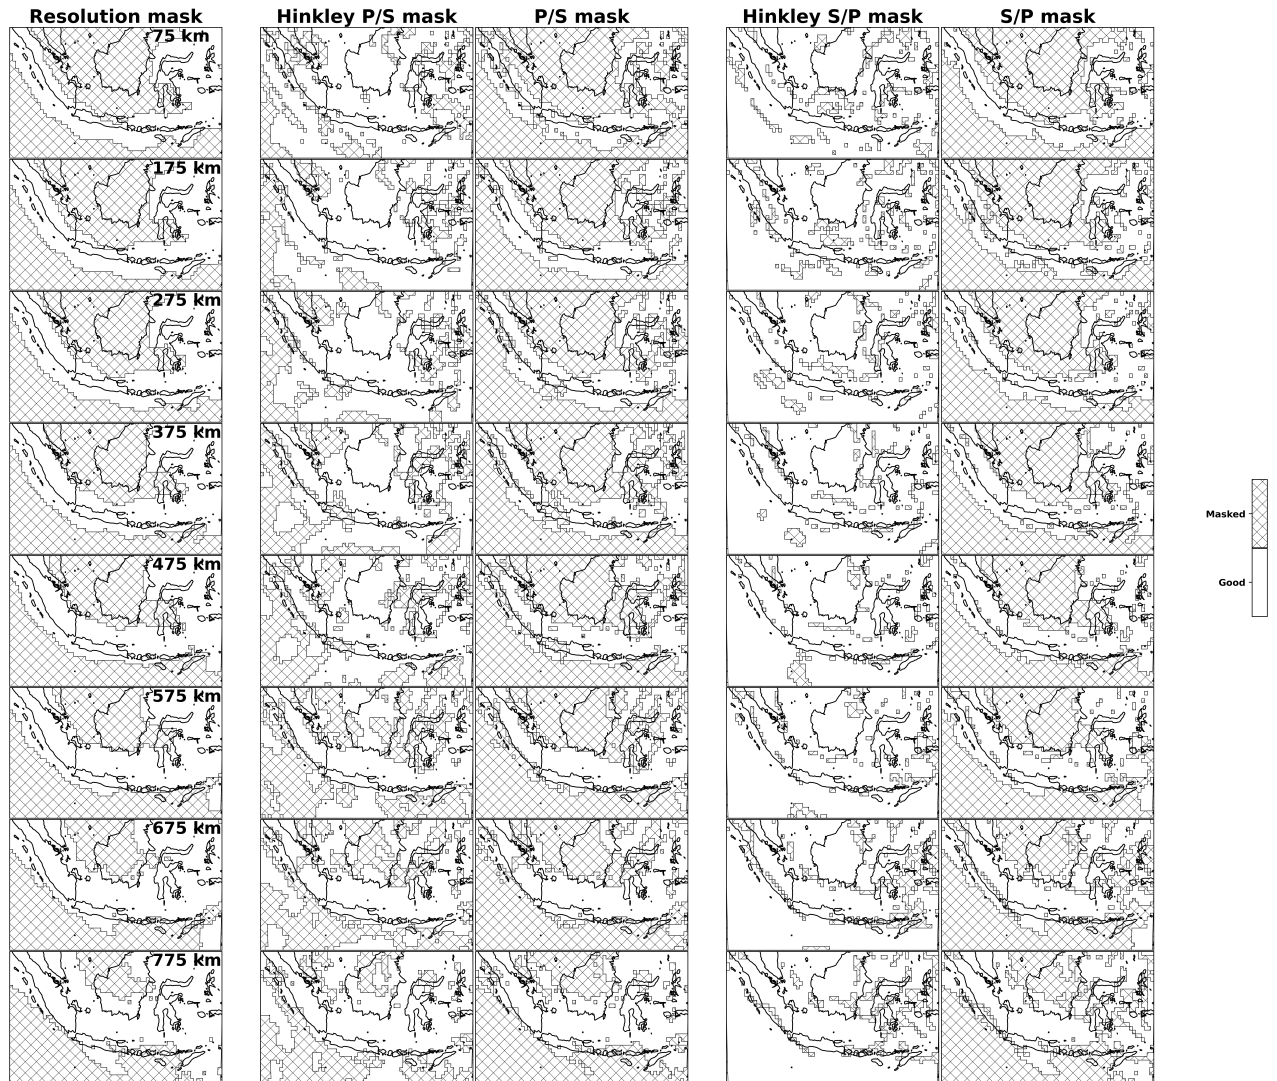 Resolution mask
Hinkley P/S mask
P/S mask
Hinkley S/P mask
S/P mask
75 km
175 km
275 km
375 km
475 km
575 km
675 km
775 km
Masked
Good